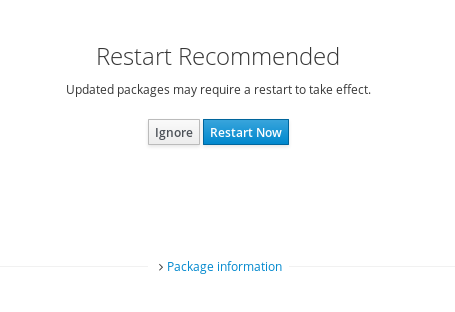 Restart Recommended
Updated packages may require a restart to take effect.
Ignore Restart Now
Package information